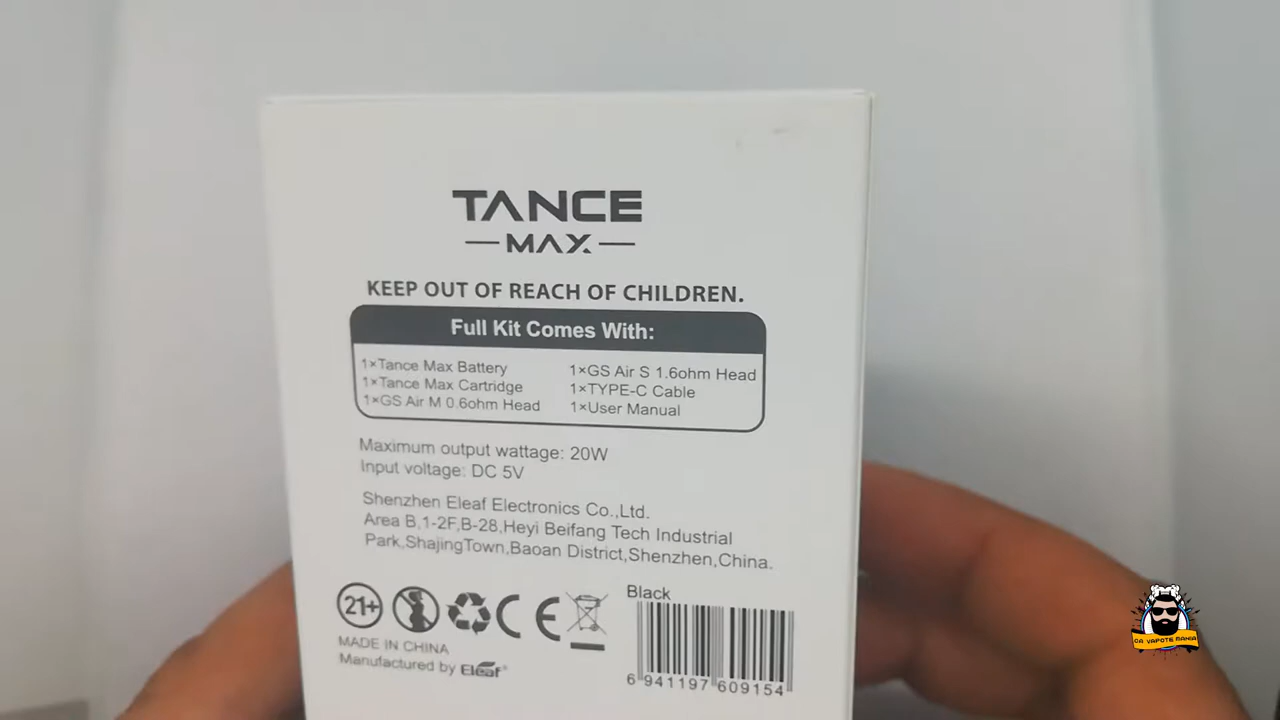 TANCE
MAX
KEEP OUT OF REACH OF CHILDREN.
Full Kit Comes With:
1×Tance Max Battery
1×Tance Max Cartridge
1×GS Air M 0.6ohm Head
1×GS Air S 1.6ohm Head
1×TYPE-C Cable
1×User Manual
Maximum output wattage: 20W
Input voltage: DC 5V
Shenzhen Eleaf Electronics Co.,Ltd.
Area B,1-2F,B-28,Heyi Beifang Tech Industrial
Park,ShajingTown,Baoan District,Shenzhen,China.
21+
CE
Black
MADE IN CHINA
Manufactured by Eleaf®
6 941197 609154
DA VAPOTE MANIA